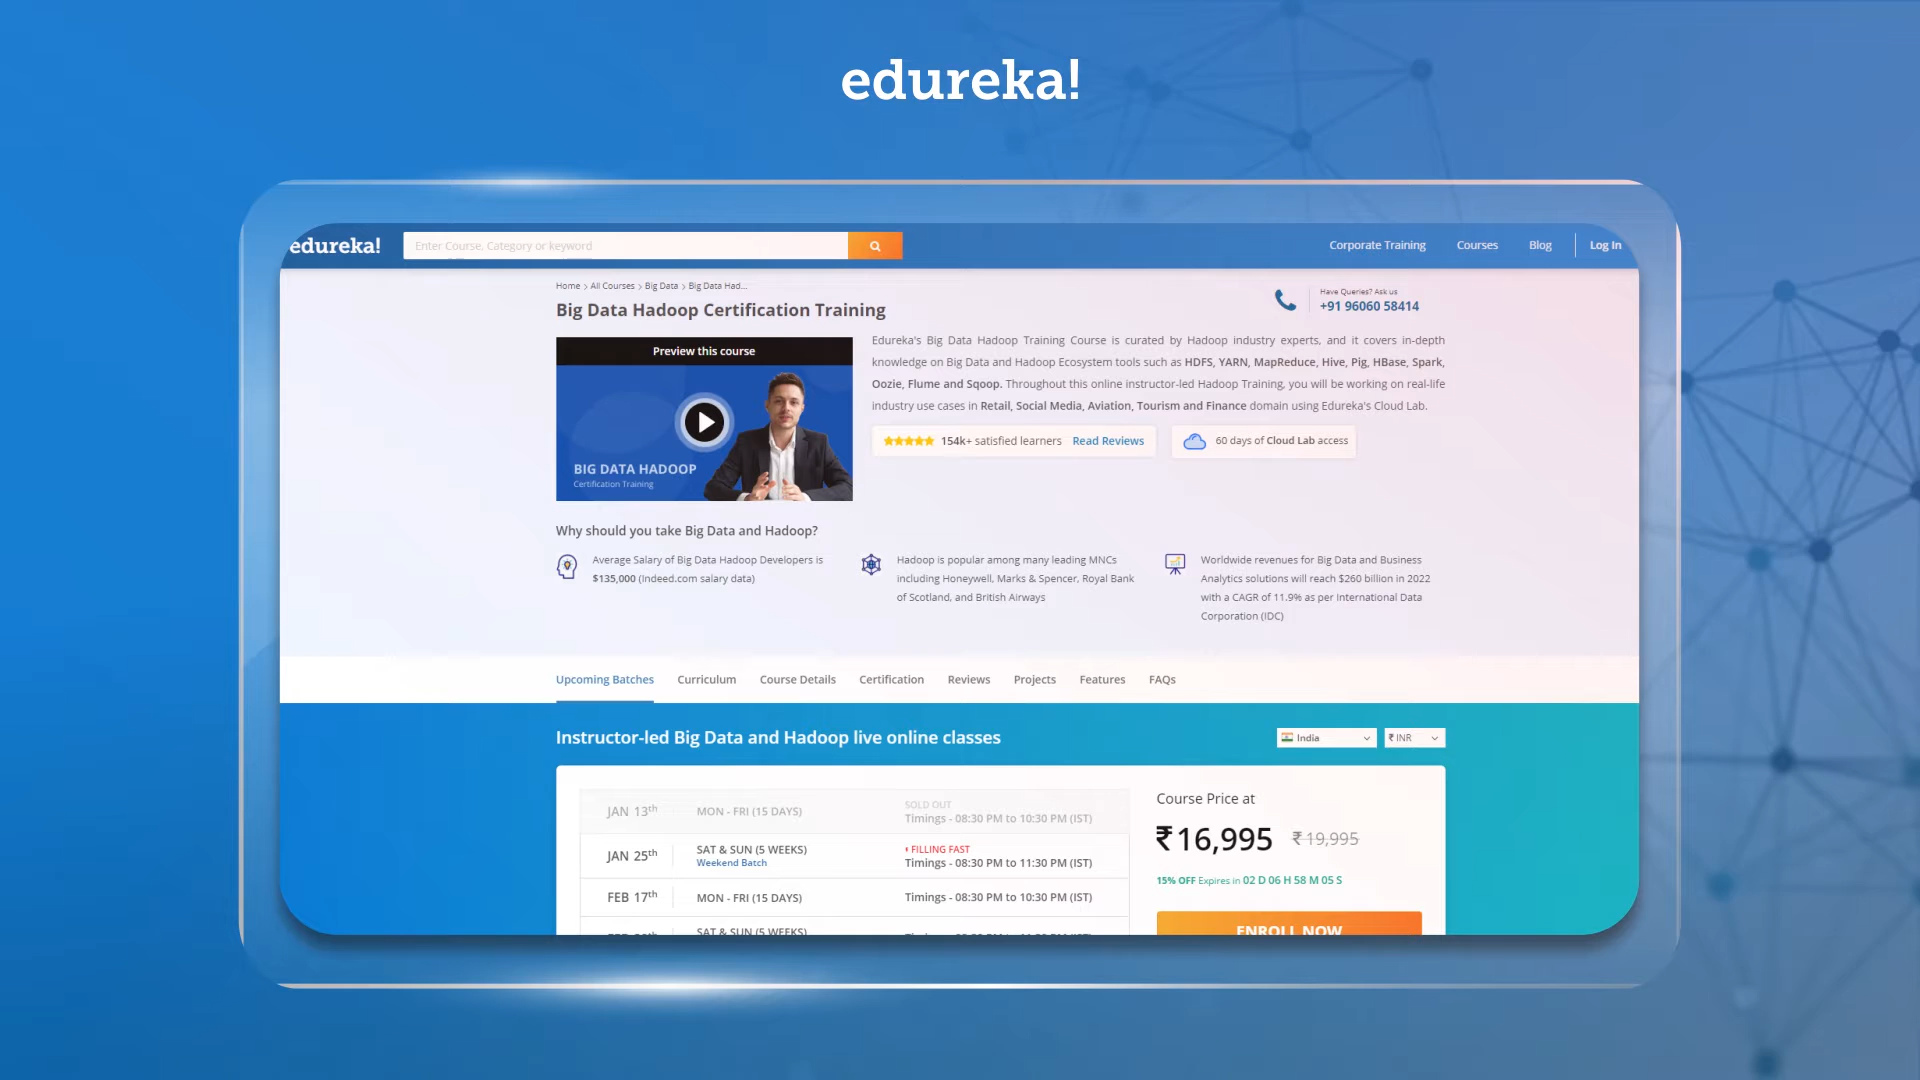 edureka!
edureka!
Enter Course, Category or keyword
Corporate Training
Courses
Blog
Log In
Home > All Courses > Big Data > Big Data Had...
Big Data Hadoop Certification Training
Have Queries? Ask us
+91 96060 58414
Preview this course
BIG DATA HADOOP
Certification Training
Edureka's Big Data Hadoop Training Course is curated by Hadoop industry experts, and it covers in-depth
knowledge on Big Data and Hadoop Ecosystem tools such as HDFS, YARN, MapReduce, Hive, Pig, HBase, Spark,
Oozie, Flume and Sqoop. Throughout this online instructor-led Hadoop Training, you will be working on real-life
industry use cases in Retail, Social Media, Aviation, Tourism and Finance domain using Edureka's Cloud Lab.
154k+ satisfied learners Read Reviews
60 days of Cloud Lab access
Why should you take Big Data and Hadoop?
Average Salary of Big Data Hadoop Developers is
$135,000 (Indeed.com salary data)
Hadoop is popular among many leading MNCs
including Honeywell, Marks & Spencer, Royal Bank
of Scotland, and British Airways
Worldwide revenues for Big Data and Business
Analytics solutions will reach $260 billion in 2022
with a CAGR of 11.9% as per International Data
Corporation (IDC)
Upcoming Batches
Curriculum
Course Details
Certification
Reviews
Projects
Features
FAQs
Instructor-led Big Data and Hadoop live online classes
India
₹ INR
JAN 13th
MON - FRI (15 DAYS)
SOLD OUT
Timings - 08:30 PM to 10:30 PM (IST)
JAN 25th
SAT & SUN (5 WEEKS)
Weekend Batch
FILLING FAST
Timings - 08:30 PM to 11:30 PM (IST)
FEB 17th
MON - FRI (15 DAYS)
Timings - 08:30 PM to 10:30 PM (IST)
SAT & SUN (5 WEEKS)
Course Price at
₹16,995 ₹19,995
15% OFF Expires in 02 D 06 H 58 M 05 S
ENROLL NOW